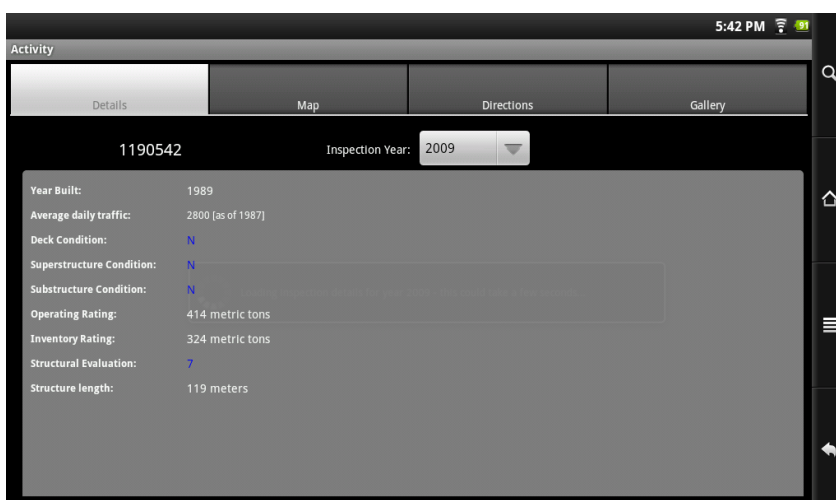 5:42 PM 91
Activity
Details Map Directions Gallery
1190542 Inspection Year: 2009
Year Built: 1989
Average daily traffic: 2800 [as of 1987]
Deck Condition: N
Superstructure Condition: N
Substructure Condition: N
Operating Rating: 414 metric tons
Inventory Rating: 324 metric tons
Structural Evaluation: 7
Structure length: 119 meters